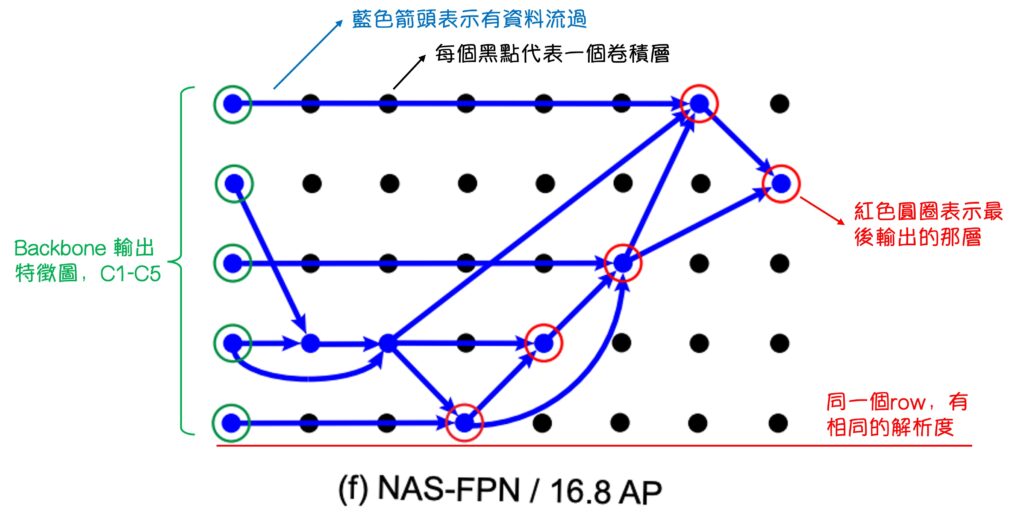 藍色箭頭表示有資料流過
每個黑點代表一個卷積層
紅色圓圈表示最
後輸出的那層
Backbone 輸出
特徵圖，C1-C5
同一個row，有
相同的解析度
(f) NAS-FPN / 16.8 AP